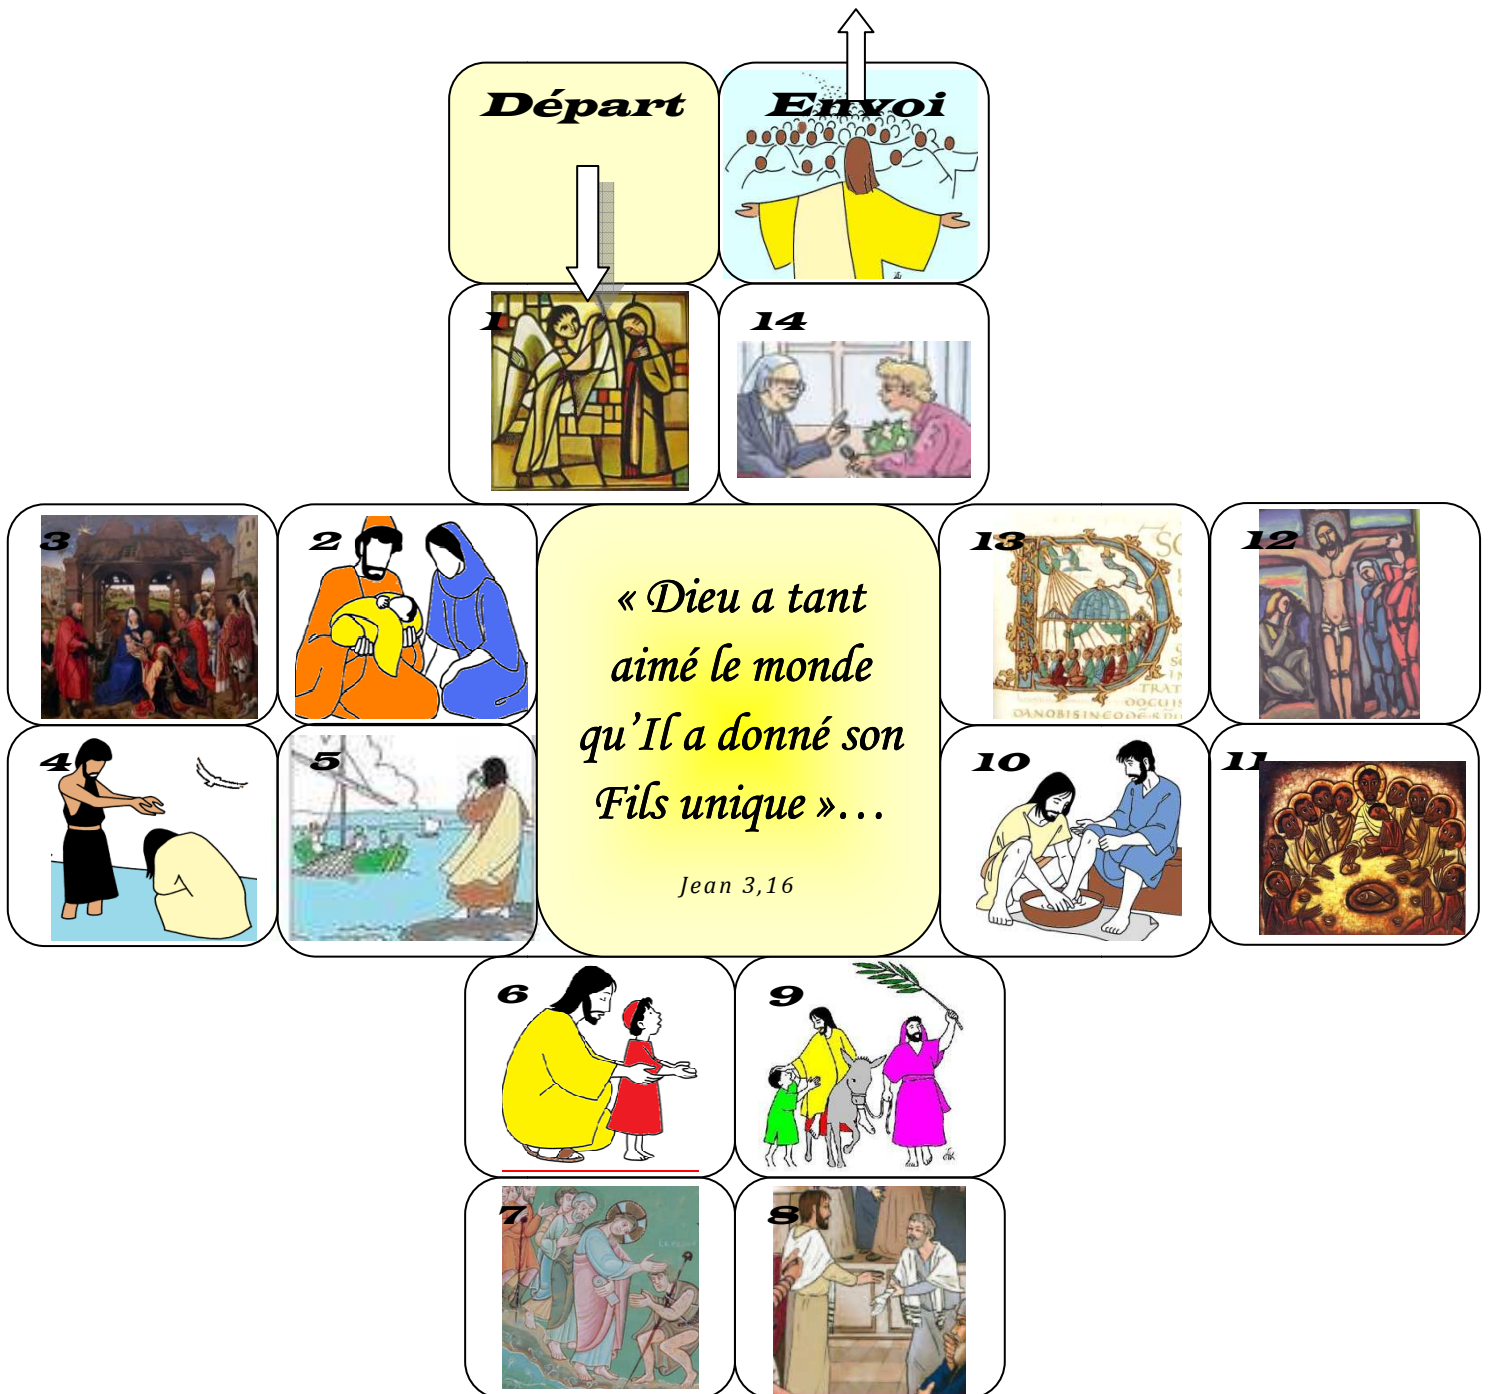 Départ
Envoi
1
14
3
2
13
12
« Dieu a tant
aimé le monde
qu’Il a donné son
Fils unique »…
Jean 3,16
4
5
10
11
6
9
7
8